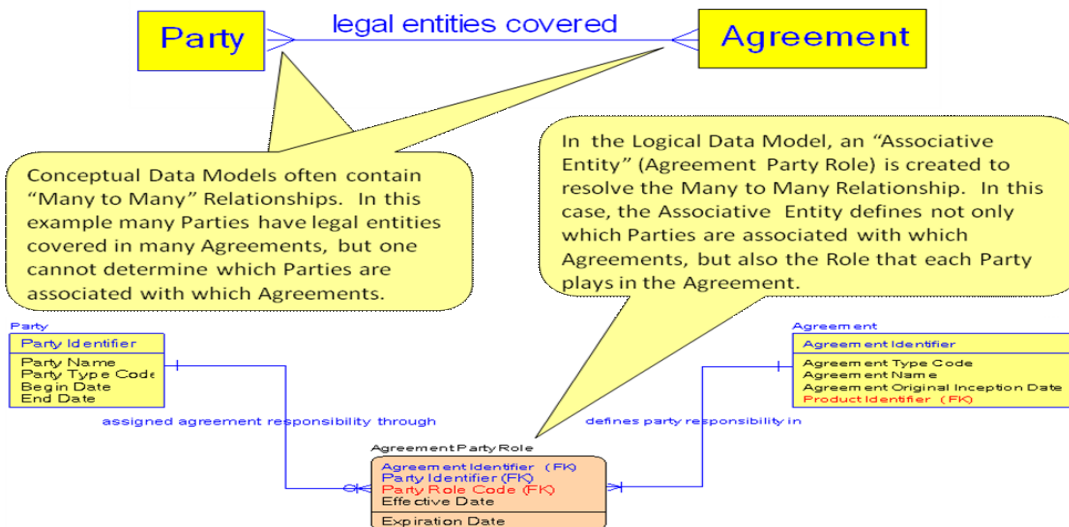 Party
legal entities covered
Agreement
Conceptual Data Models often contain
“Many to Many” Relationships. In this
example many Parties have legal entities
covered in many Agreements, but one
cannot determine which Parties are
associated with which Agreements.
In the Logical Data Model, an “Associative
Entity” (Agreement Party Role) is created to
resolve the Many to Many Relationship. In this
case, the Associative Entity defines not only
which Parties are associated with which
Agreements, but also the Role that each Party
plays in the Agreement.
Party
Party Identifier
Party Name
Party Type Code
Begin Date
End Date
Agreement
Agreement Identifier
Agreement Type Code
Agreement Name
Agreement Original Inception Date
Product Identifier (FK)
assigned agreement responsibility through
defines party responsibility in
Agreement Party Role
Agreement Identifier (FK)
Party Identifier (FK)
Party Role Code (FK)
Effective Date
Expiration Date